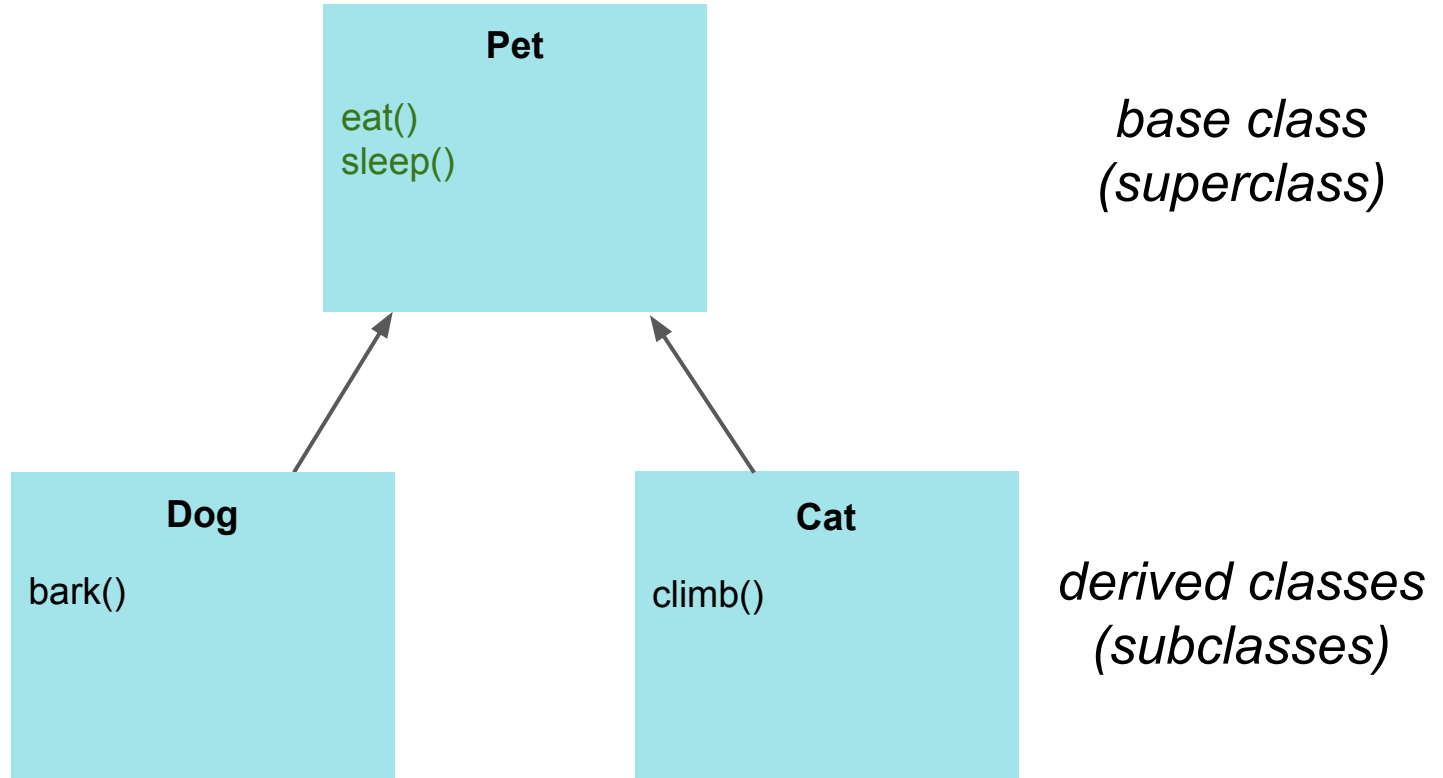 Pet
eat()
sleep()
base class
(superclass)
Dog
bark()
Cat
climb()
derived classes
(subclasses)